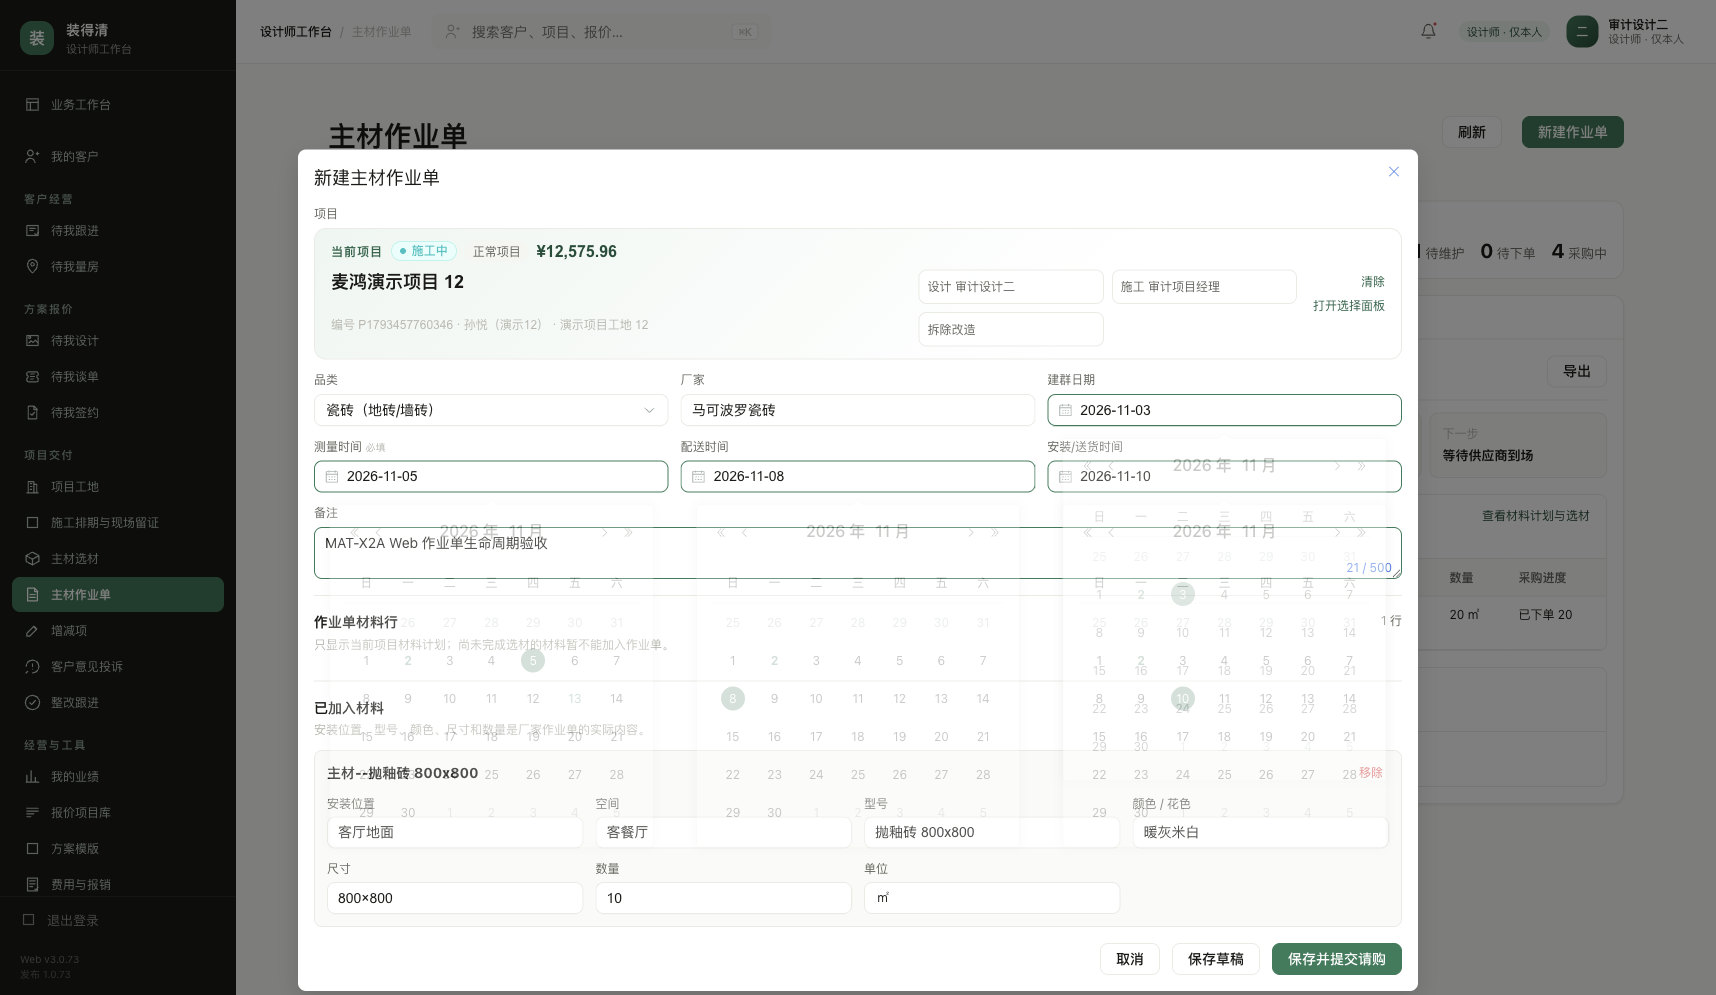 装
装得清
设计师工作台
业务工作台
我的客户
客户经营
待我跟进
待我量房
方案报价
待我设计
待我谈单
待我签约
项目交付
项目工地
施工排期与现场留证
主材选材
主材作业单
增减项
客户意见投诉
整改跟进
经营与工具
我的业绩
报价项目库
方案模版
费用与报销
退出登录
Web v3.0.73
发布 1.0.73
设计师工作台 / 主材作业单
搜索客户、项目、报价...
⌘K
设计师 · 仅本人
二
审计设计二
设计师 · 仅本人
主材作业单
刷新
新建作业单
待维护
0 待下单
4 采购中
导出
下一步
等待供应商到场
查看材料计划与选材
数量
采购进度
20 ㎡
已下单 20
新建主材作业单
项目
当前项目
施工中
正常项目
¥12,575.96
麦鸿演示项目 12
编号 P1793457760346 · 孙悦（演示12） · 演示项目工地 12
设计 审计设计二
施工 审计项目经理
拆除改造
清除
打开选择面板
品类
瓷砖（地砖/墙砖）
厂家
马可波罗瓷砖
建群日期
2026-11-03
测量时间 必填
2026-11-05
配送时间
2026-11-08
安装/送货时间
2026-11-10
备注
MAT-X2A Web 作业单生命周期验收
21 / 500
2026 年 11 月
2026 年 11 月
2026 年 11 月
2026 年 11 月
日 一 二 三 四 五 六
作业单材料行
1 行
只显示当前项目材料计划；尚未完成选材的材料暂不能加入作业单。
已加入材料
安装位置、型号、颜色、尺寸和数量是厂家作业单的实际内容。
主材--抛釉砖 800x800
移除
安装位置
客厅地面
空间
客餐厅
型号
抛釉砖 800x800
颜色 / 花色
暖灰米白
尺寸
800×800
数量
10
单位
㎡
取消
保存草稿
保存并提交请购